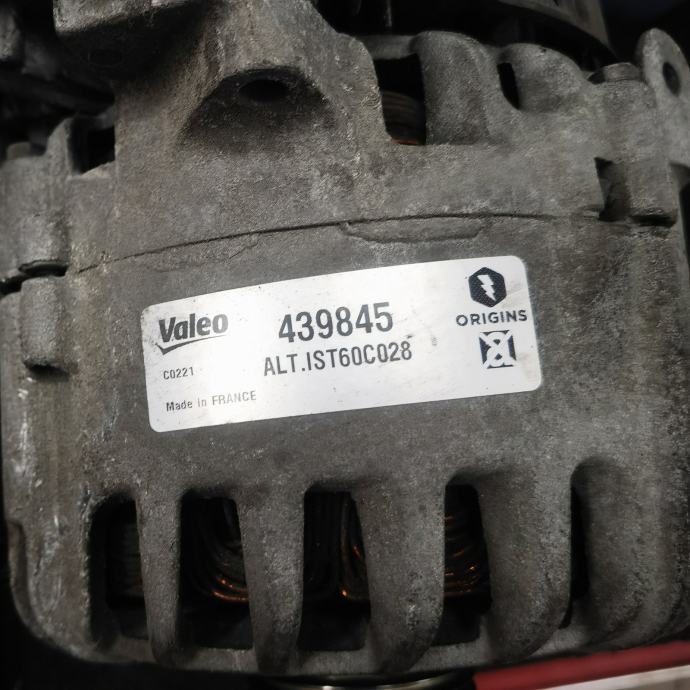 Valeo
439845
ORIGINS
C0221
ALT.IST60C028
Made in FRANCE